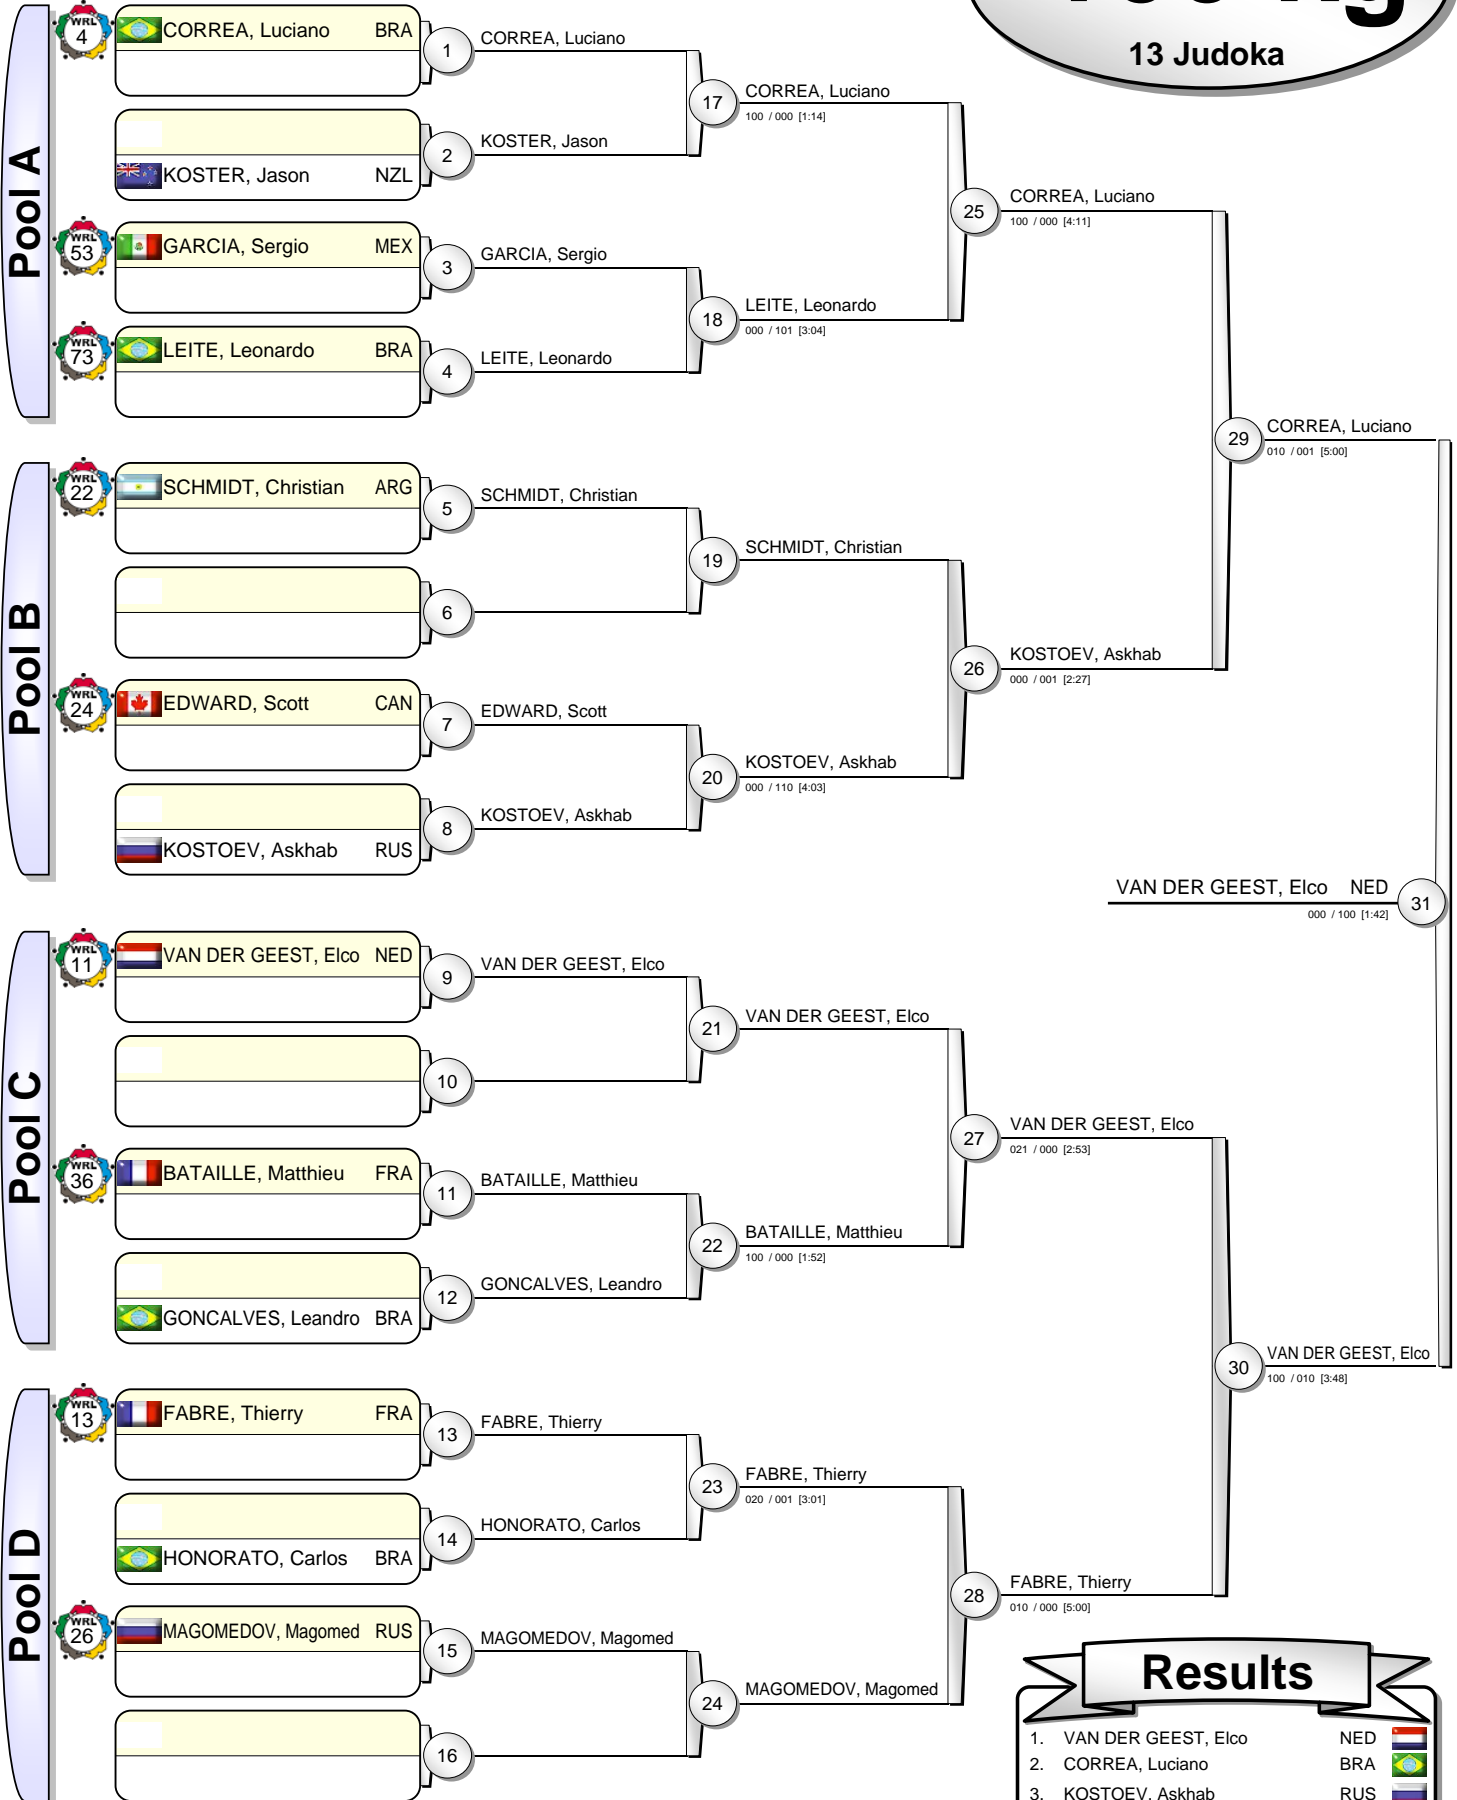 13 Judoka
Pool A
WRL 4 CORREA, Luciano BRA
1 CORREA, Luciano
17 CORREA, Luciano
100 / 000 [1:14]
2 KOSTER, Jason
KOSTER, Jason NZL
25 CORREA, Luciano
100 / 000 [4:11]
WRL 53 GARCIA, Sergio MEX
3 GARCIA, Sergio
18 LEITE, Leonardo
000 / 101 [3:04]
WRL 73 LEITE, Leonardo BRA
4 LEITE, Leonardo
29 CORREA, Luciano
010 / 001 [5:00]
Pool B
WRL 22 SCHMIDT, Christian ARG
5 SCHMIDT, Christian
19 SCHMIDT, Christian
6
26 KOSTOEV, Askhab
000 / 001 [2:27]
WRL 24 EDWARD, Scott CAN
7 EDWARD, Scott
20 KOSTOEV, Askhab
000 / 110 [4:03]
8 KOSTOEV, Askhab
KOSTOEV, Askhab RUS
VAN DER GEEST, Elco NED 31
000 / 100 [1:42]
Pool C
WRL 11 VAN DER GEEST, Elco NED
9 VAN DER GEEST, Elco
21 VAN DER GEEST, Elco
10
27 VAN DER GEEST, Elco
021 / 000 [2:53]
WRL 36 BATAILLE, Matthieu FRA
11 BATAILLE, Matthieu
22 BATAILLE, Matthieu
100 / 000 [1:52]
12 GONCALVES, Leandro
GONCALVES, Leandro BRA
30 VAN DER GEEST, Elco
100 / 010 [3:48]
Pool D
WRL 13 FABRE, Thierry FRA
13 FABRE, Thierry
23 FABRE, Thierry
020 / 001 [3:01]
14 HONORATO, Carlos
HONORATO, Carlos BRA
28 FABRE, Thierry
010 / 000 [5:00]
WRL 26 MAGOMEDOV, Magomed RUS
15 MAGOMEDOV, Magomed
24 MAGOMEDOV, Magomed
16
Results
1. VAN DER GEEST, Elco NED
2. CORREA, Luciano BRA
3. KOSTOEV, Askhab RUS